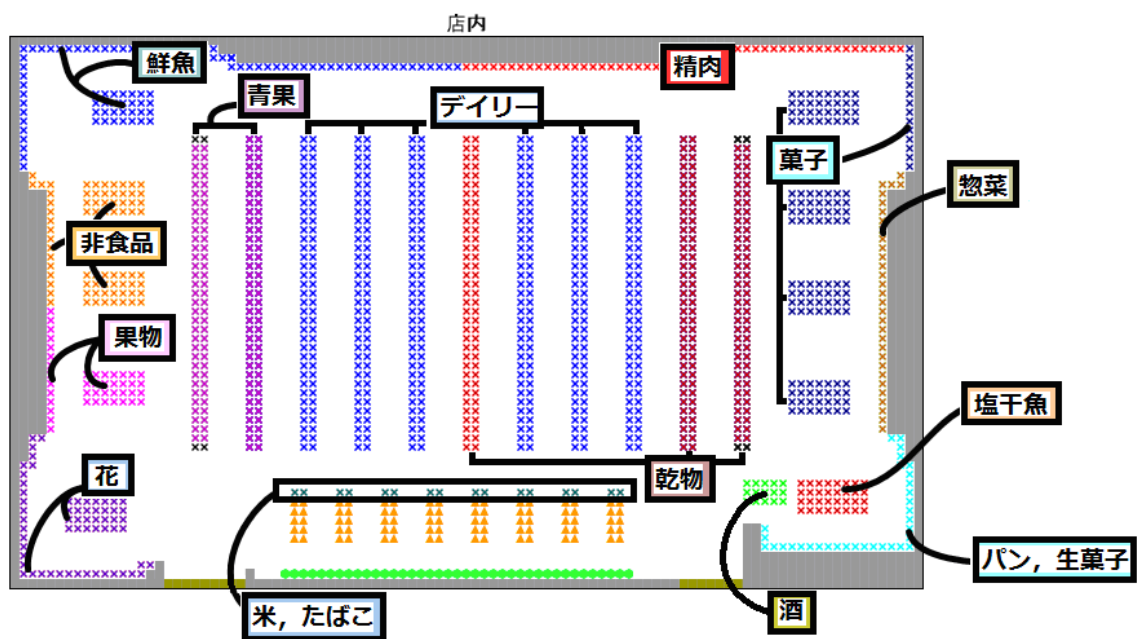 店内
鮮魚
精肉
青果
デイリー
菓子
惣菜
非食品
果物
塩干魚
花
乾物
パン，生菓子
米，たばこ
酒